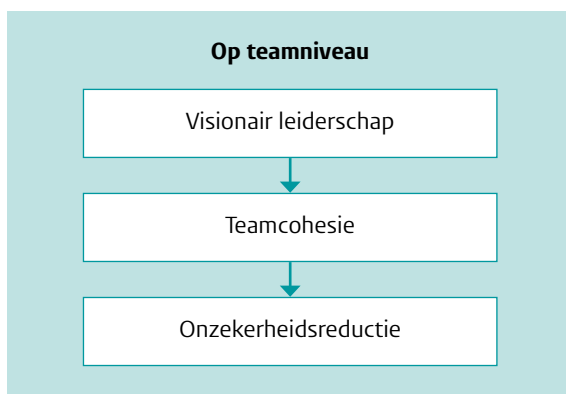 Op teamniveau
Visionair leiderschap
Teamcohesie
Onzekerheidsreductie